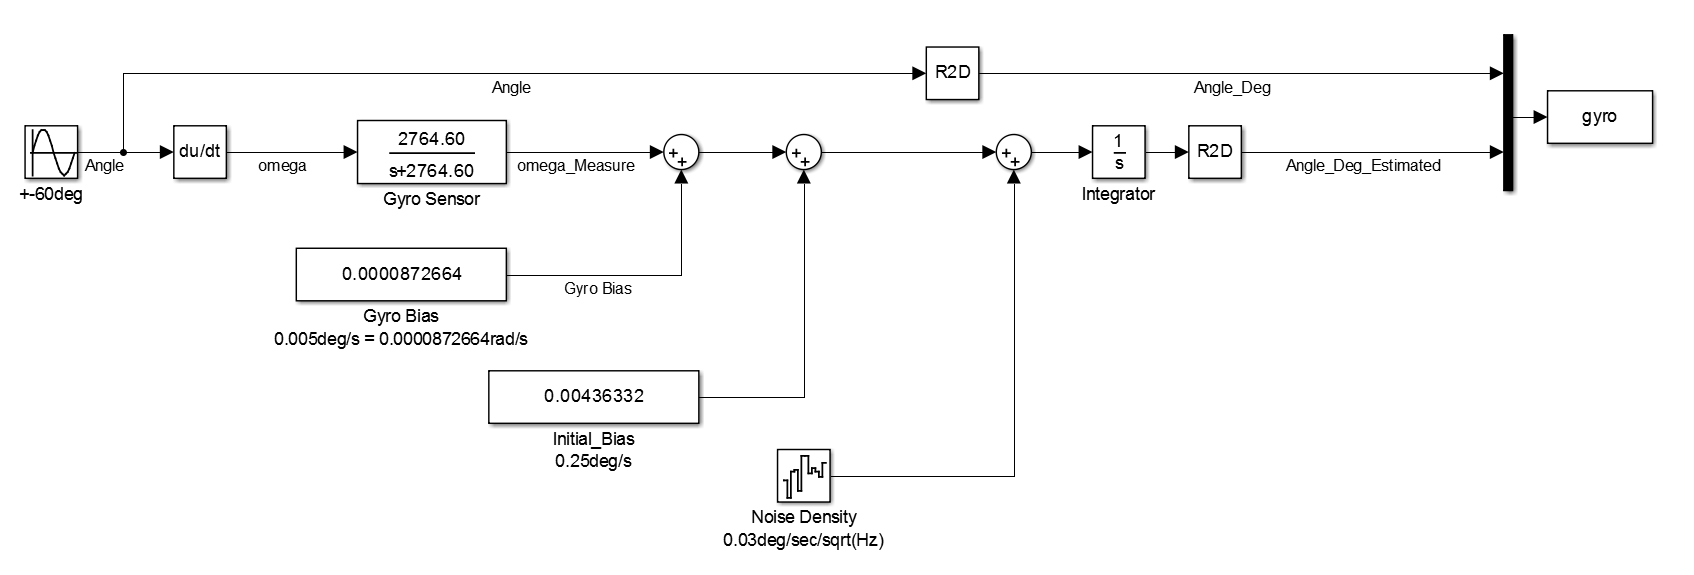 R2D
Angle
Angle_Deg
gyro
Angle
+-60deg
du/dt
omega
2764.60
s+2764.60
Gyro Sensor
omega_Measure
+
+
+
+
+
+
1
s
Integrator
R2D
Angle_Deg_Estimated
0.0000872664
Gyro Bias
Gyro Bias
0.005deg/s = 0.0000872664rad/s
0.00436332
Initial_Bias
0.25deg/s
Noise Density
0.03deg/sec/sqrt(Hz)